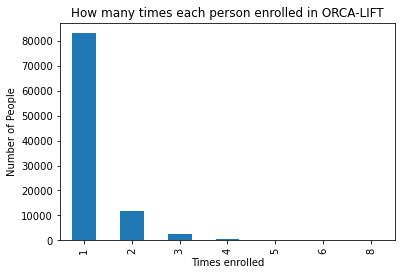 How many times each person enrolled in ORCA-LIFT
80000
70000
60000
50000
40000
30000
20000
10000
0
Number of People
1 2 3 4 5 6 8
Times enrolled